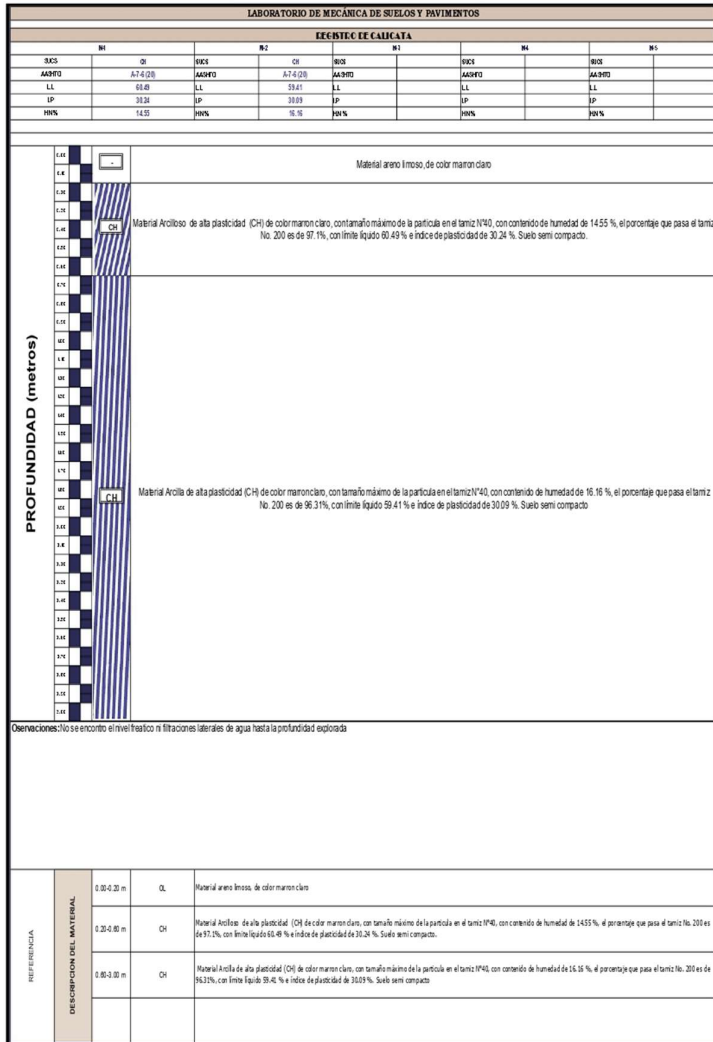 LABORATORIO DE MECÁNICA DE SUELOS Y PAVIMENTOS
REGISTRO DE CALICATA
N-1 N-2 N-3 N-4 N-5
SUCS CH SUCS CH SUCS SUCS SUCS
AASHTO A-7-6 (20) AASHTO A-7-6 (20) AASHTO AASHTO AASHTO
LL 60.49 LL 59.41 LL LL LL
I.P 30.24 I.P 30.09 I.P I.P I.P
HN% 14.55 HN% 16.16 HN % HN % HN %
PROFUNDIDAD (metros)
-
Material areno limoso, de color marron claro
CH
Material Arcilloso de alta plasticidad (CH) de color marron claro, con tamaño máximo de la particula en el tamiz N°40, con contenido de humedad de 14.55 %, el porcentaje que pasa el tamiz
No. 200 es de 97.1%, con límite líquido 60.49 % e índice de plasticidad de 30.24 %. Suelo semi compacto.
CH
Material Arcilla de alta plasticidad (CH) de color marron claro, con tamaño máximo de la particula en el tamiz N°40, con contenido de humedad de 16.16 %, el porcentaje que pasa el tamiz
No. 200 es de 96.31%, con límite líquido 59.41 % e índice de plasticidad de 30.09 %. Suelo semi compacto
Oservaciones: No se encontro el nivel freatico ni filtraciones laterales de agua hasta la profundidad explorada
REFERENCIA
DESCRIPCION DEL MATERIAL
0.00-0.20 m OL Material areno limoso, de color marron claro
0.20-0.60 m CH Material Arcilloso de alta plasticidad (CH) de color marron claro, con tamaño máximo de la particula en el tamiz N°40, con contenido de humedad de 14.55 %, el porcentaje que pasa el tamiz No. 200 es
de 97.1%, con límite líquido 60.49 % e índice de plasticidad de 30.24 %. Suelo semi compacto.
0.60-3.00 m CH Material Arcilla de alta plasticidad (CH) de color marron claro, con tamaño máximo de la particula en el tamiz N°40, con contenido de humedad de 16.16 %, el porcentaje que pasa el tamiz No. 200 es de
96.31%, con límite líquido 59.41 % e índice de plasticidad de 30.09 %. Suelo semi compacto